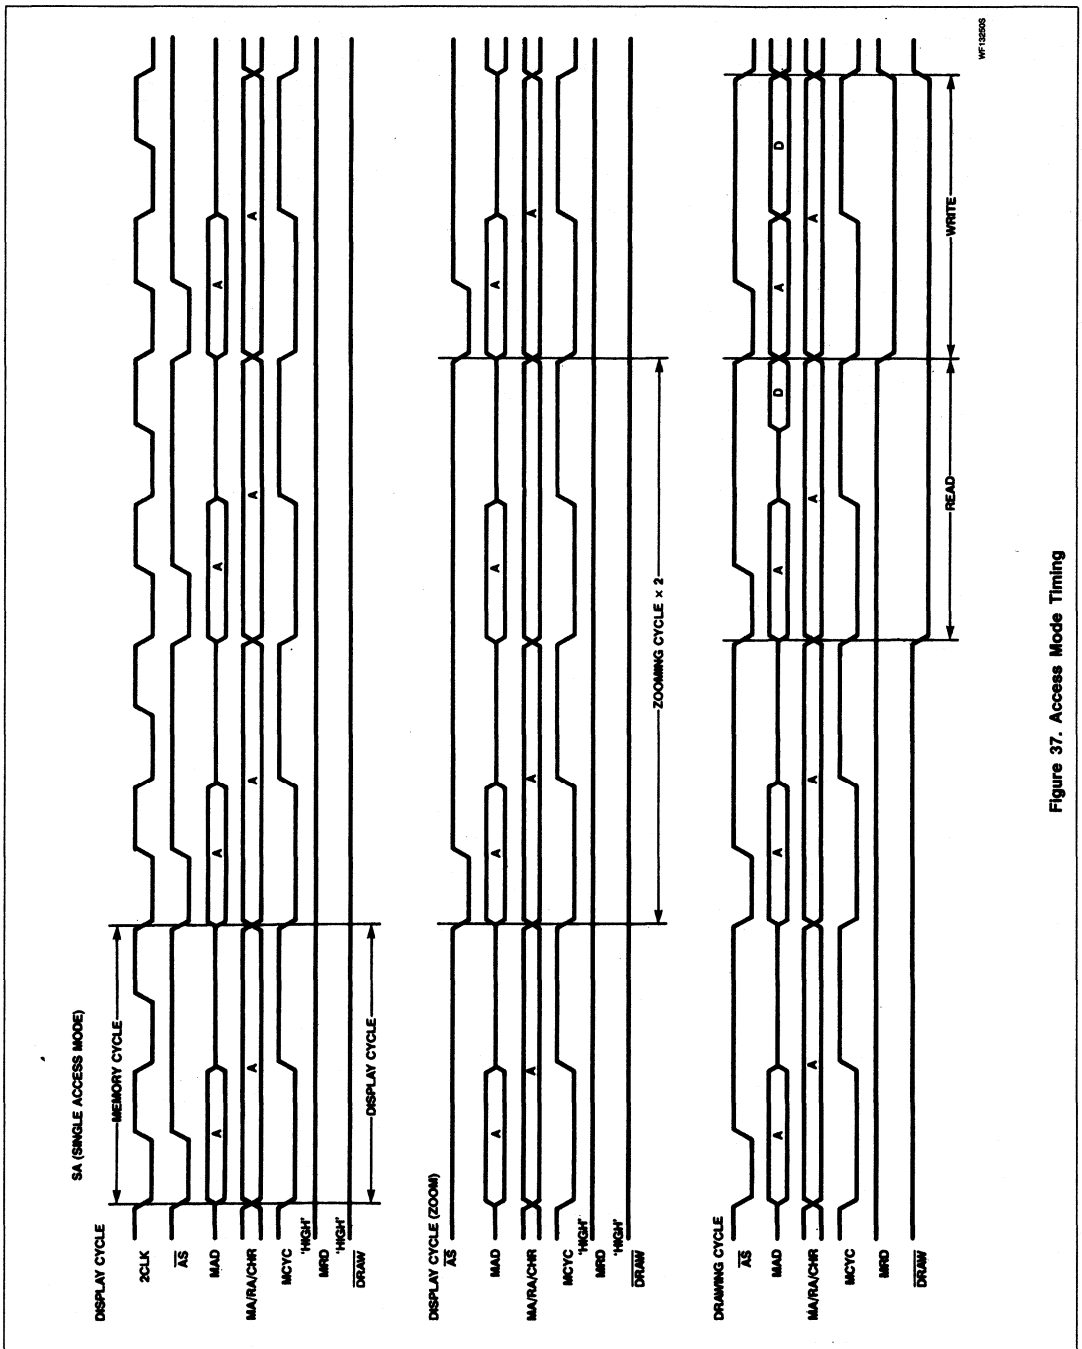 SA (SINGLE ACCESS MODE)
MEMORY CYCLE
DISPLAY CYCLE
2CLK
AS
MAD
A
A
A
A
MA/RA/CHR
A
A
A
A
MCYC
'HIGH'
MRD
'HIGH'
DRAW
DISPLAY CYCLE
DISPLAY CYCLE (ZOOM)
AS
MAD
A
A
A
A
MA/RA/CHR
A
A
A
A
MCYC
'HIGH'
MRD
'HIGH'
DRAW
ZOOMING CYCLE × 2
DRAWING CYCLE
AS
MAD
A
A
A
D
A
D
MA/RA/CHR
A
A
A
A
MCYC
MRD
DRAW
READ
WRITE
WF13250S
Figure 37. Access Mode Timing